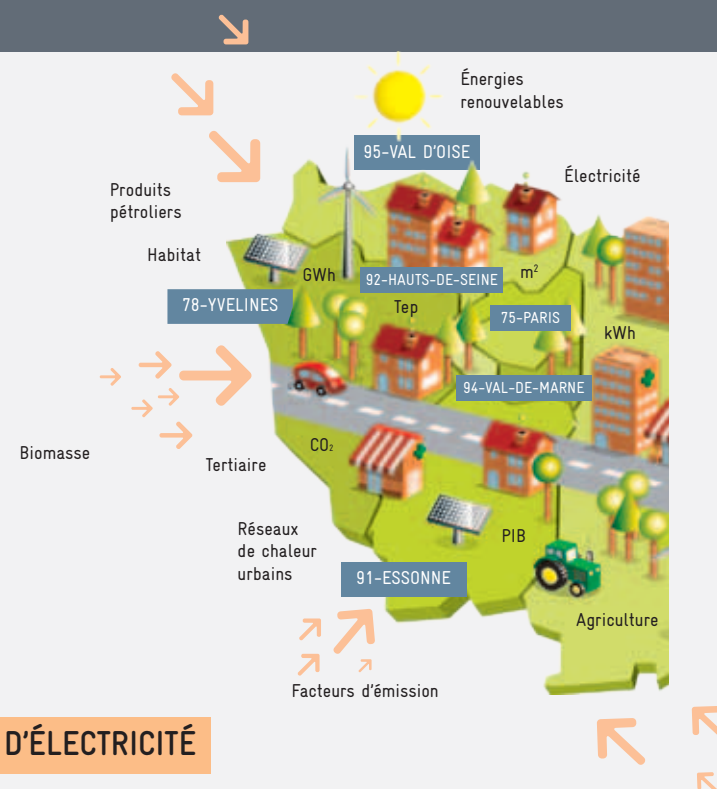 Énergies
renouvelables
95-VAL D'OISE
Électricité
Produits
pétroliers
Habitat
GWh
92-HAUTS-DE-SEINE
m²
78-YVELINES
Tep
75-PARIS
kWh
94-VAL-DE-MARNE
CO₂
Biomasse
Tertiaire
Réseaux
de chaleur
urbains
PIB
91-ESSONNE
Agriculture
Facteurs d'émission
D'ÉLECTRICITÉ